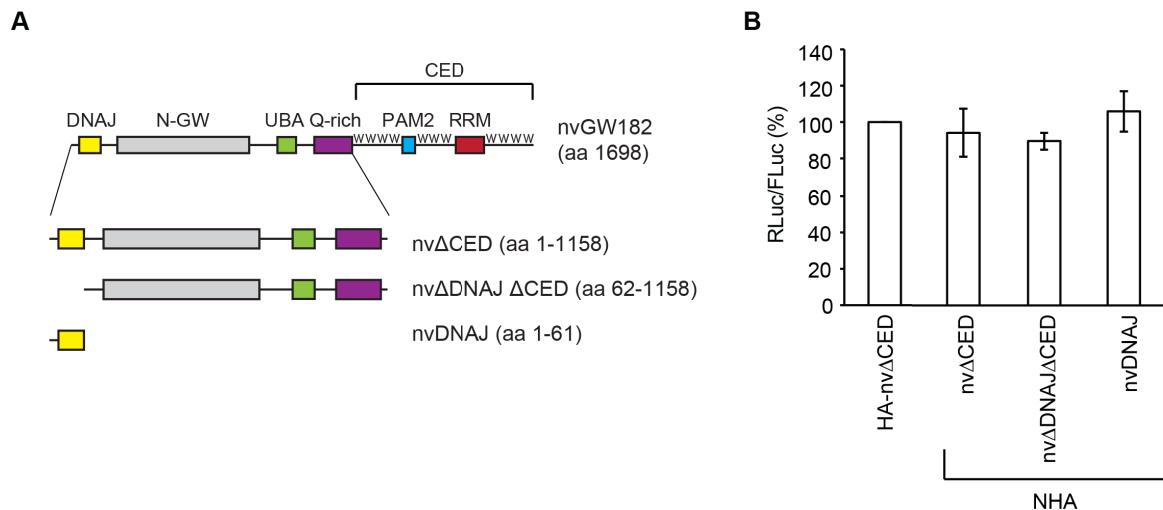 A
CED
DNAJ N-GW UBA Q-rich PAM2 RRM
WWWW WWW WWWW
nvGW182
(aa 1698)
nvΔCED (aa 1-1158)
nvΔDNAJ ΔCED (aa 62-1158)
nvDNAJ (aa 1-61)
B
RLuc/FLuc (%)
140
120
100
80
60
40
20
0
HA-nvΔCED
nvΔCED
nvΔDNAJΔCED
nvDNAJ
NHA